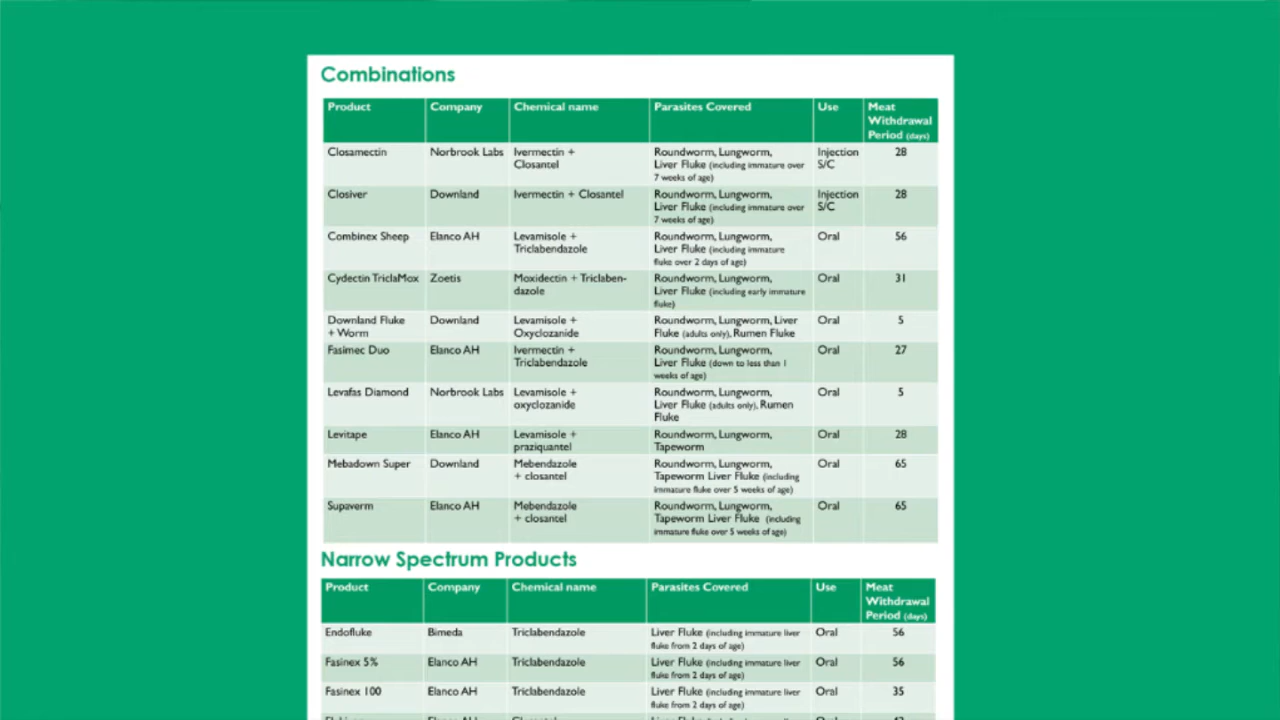 Combinations
Product Company Chemical name Parasites Covered Use Meat
Withdrawal
Period (days)
Closamectin Norbrook Labs Ivermectin + Roundworm, Lungworm, Injection 28
Closantel Liver Fluke (including immature over S/C
7 weeks of age)
Closiver Downland Ivermectin + Closantel Roundworm, Lungworm, Injection 28
Liver Fluke (including immature over S/C
7 weeks of age)
Combinex Sheep Elanco AH Levamisole + Roundworm, Lungworm, Oral 56
Triclabendazole Liver Fluke (including immature
fluke over 2 days of age)
Cydectin TriclaMox Zoetis Moxidectin + Triclaben- Roundworm, Lungworm, Oral 31
dazole Liver Fluke (including early immature
fluke)
Downland Fluke Downland Levamisole + Roundworm, Lungworm, Liver Oral 5
+ Worm Oxyclozanide Fluke (adults only), Rumen Fluke
Fasimec Duo Elanco AH Ivermectin + Roundworm, Lungworm, Oral 27
Triclabendazole Liver Fluke (down to less than 1
weeks of age)
Levafas Diamond Norbrook Labs Levamisole + Roundworm, Lungworm, Oral 5
oxyclozanide Liver Fluke (adults only), Rumen
Fluke
Levitape Elanco AH Levamisole + Roundworm, Lungworm, Oral 28
praziquantel Tapeworm
Mebadown Super Downland Mebendazole Roundworm, Lungworm, Oral 65
+ closantel Tapeworm Liver Fluke (including
immature fluke over 5 weeks of age)
Supaverm Elanco AH Mebendazole Roundworm, Lungworm, Oral 65
+ closantel Tapeworm Liver Fluke (including
immature fluke over 5 weeks of age)
Narrow Spectrum Products
Product Company Chemical name Parasites Covered Use Meat
Withdrawal
Period (days)
Endofluke Bimeda Triclabendazole Liver Fluke (including immature liver Oral 56
fluke from 2 days of age)
Fasinex 5% Elanco AH Triclabendazole Liver Fluke (including immature liver Oral 56
fluke from 2 days of age)
Fasinex 100 Elanco AH Triclabendazole Liver Fluke (including immature liver Oral 35
fluke from 2 days of age)